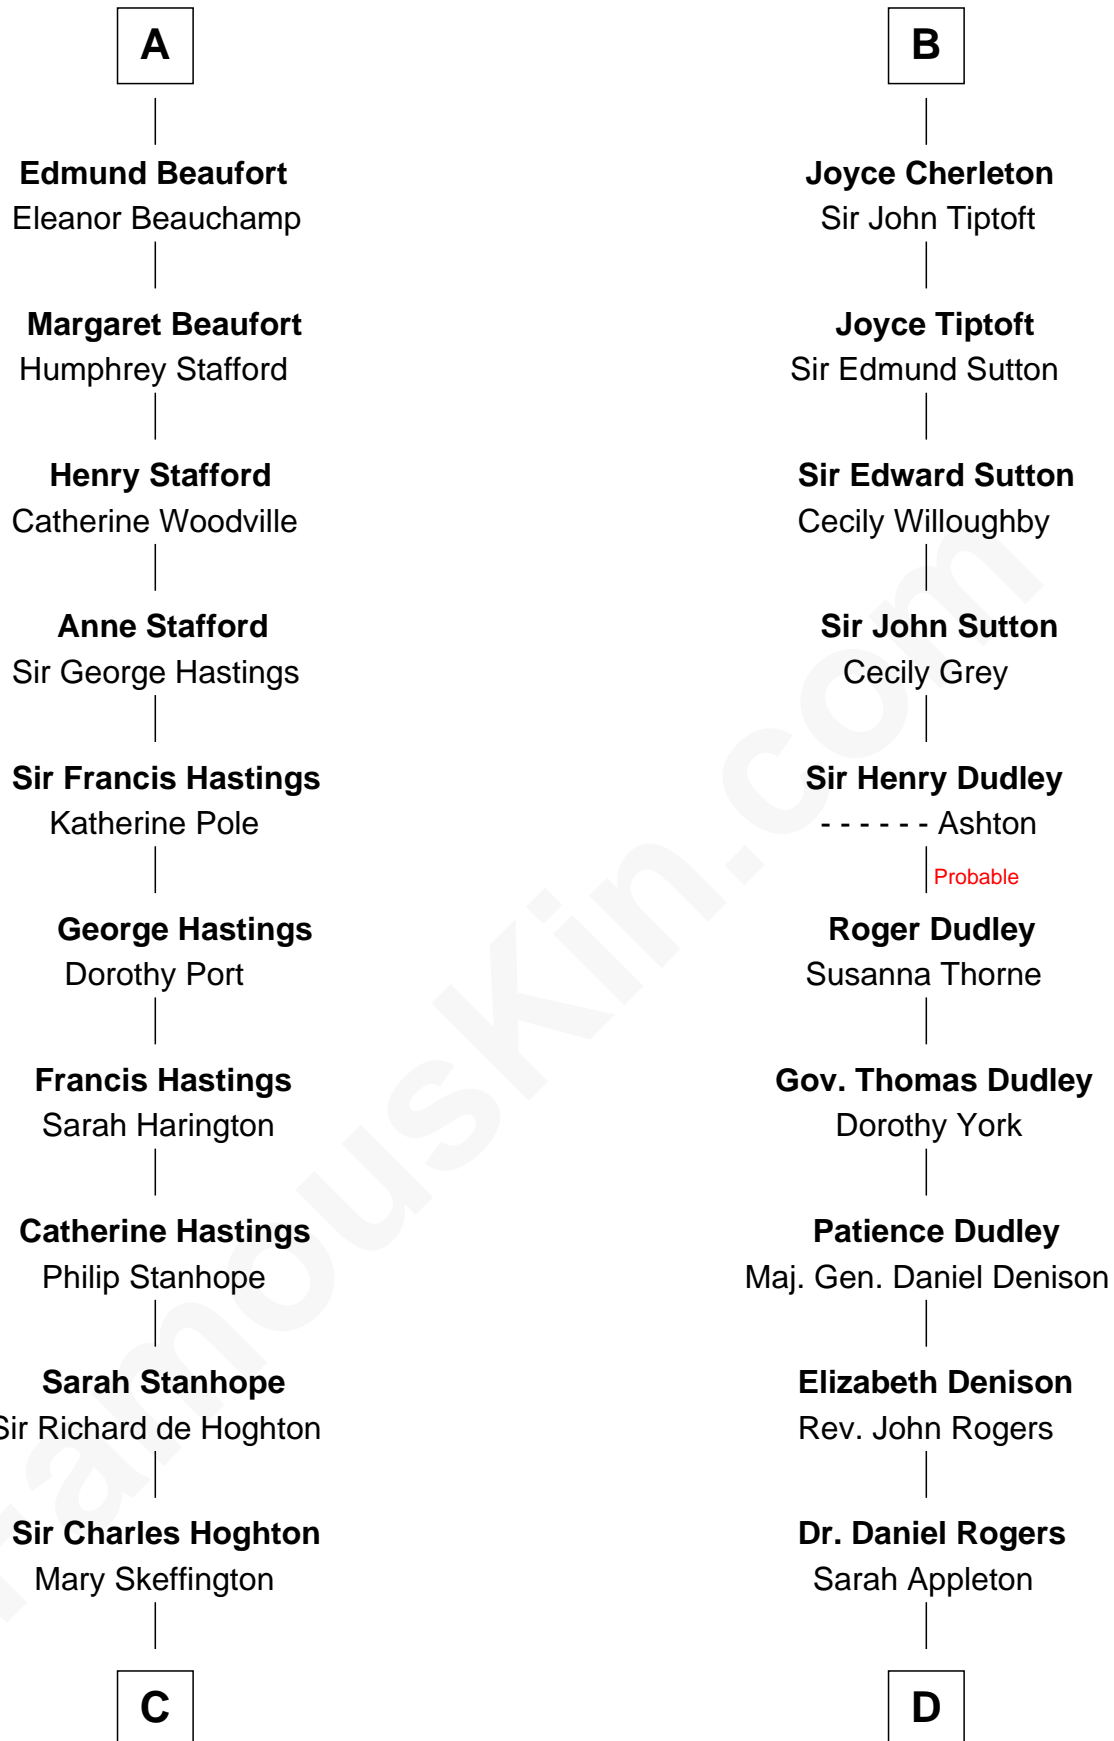 A
Edmund Beaufort
Eleanor Beauchamp
Margaret Beaufort
Humphrey Stafford
Henry Stafford
Catherine Woodville
Anne Stafford
Sir George Hastings
Sir Francis Hastings
Katherine Pole
George Hastings
Dorothy Port
Francis Hastings
Sarah Harington
Catherine Hastings
Philip Stanhope
Sarah Stanhope
Sir Richard de Hoghton
Sir Charles Hoghton
Mary Skeffington
C
B
Joyce Cherleton
Sir John Tiptoft
Joyce Tiptoft
Sir Edmund Sutton
Sir Edward Sutton
Cecily Willoughby
Sir John Sutton
Cecily Grey
Sir Henry Dudley
- - - - - - Ashton
Probable
Roger Dudley
Susanna Thorne
Gov. Thomas Dudley
Dorothy York
Patience Dudley
Maj. Gen. Daniel Denison
Elizabeth Denison
Rev. John Rogers
Dr. Daniel Rogers
Sarah Appleton
D
FamousKin.com